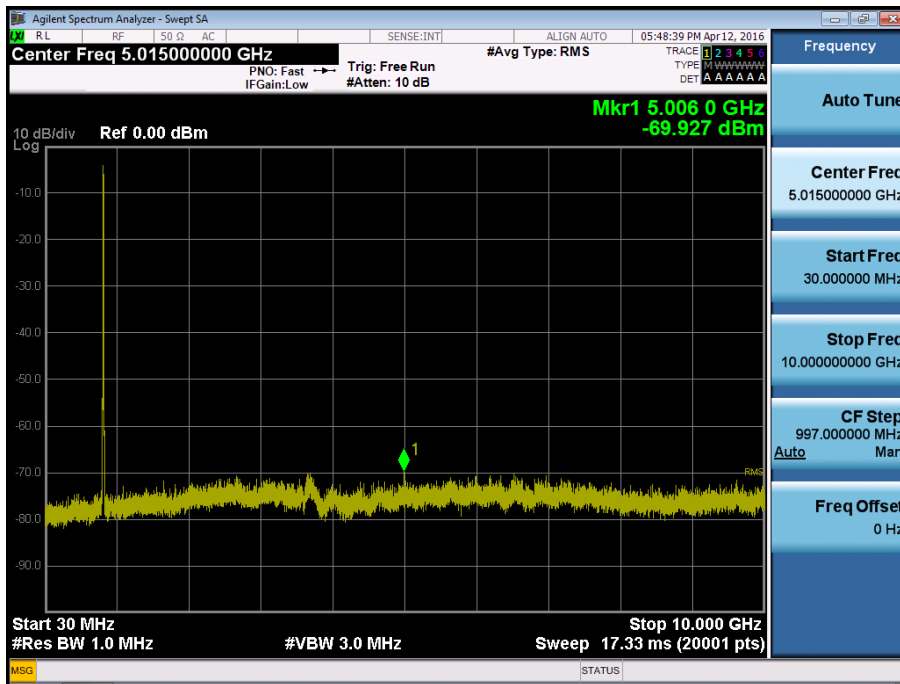 Agilent Spectrum Analyzer - Swept SA
LXI RL RF 50 Ω AC SENSE:INT ALIGN AUTO 05:48:39 PM Apr 12, 2016
Center Freq 5.015000000 GHz
PNO: Fast
IFGain:Low
Trig: Free Run
#Atten: 10 dB
#Avg Type: RMS
TRACE 1 2 3 4 5 6
TYPE M WWWWW
DET A A A A A A
Mkr1 5.006 0 GHz
-69.927 dBm
10 dB/div Ref 0.00 dBm
Log
-10.0
-20.0
-30.0
-40.0
-50.0
-60.0
-70.0
-80.0
-90.0
1
RMS
Start 30 MHz Stop 10.000 GHz
#Res BW 1.0 MHz #VBW 3.0 MHz Sweep 17.33 ms (20001 pts)
MSG STATUS
Frequency
Auto Tune
Center Freq
5.015000000 GHz
Start Freq
30.000000 MHz
Stop Freq
10.000000000 GHz
CF Step
997.000000 MHz
Auto Man
Freq Offset
0 Hz